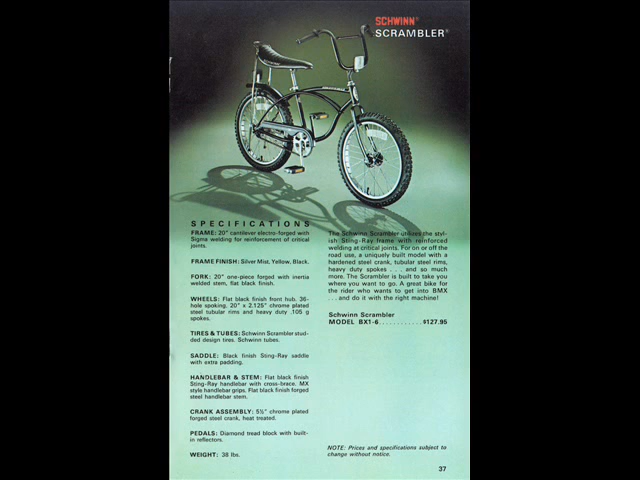 SCHWINN®
SCRAMBLER®
SPECIFICATIONS
FRAME: 20" cantilever electro-forged with
Sigma welding for reinforcement of critical
joints.
FRAME FINISH: Silver Mist, Yellow, Black.
FORK: 20" one-piece forged with inertia
welded stem, flat black finish.
WHEELS: Flat black finish front hub. 36-
hole spoking, 20" x 2.125" chrome plated
steel tubular rims and heavy duty .105 g
spokes.
TIRES & TUBES: Schwinn Scrambler stud-
ded design tires. Schwinn tubes.
SADDLE: Black finish Sting-Ray saddle
with extra padding.
HANDLEBAR & STEM: Flat black finish
Sting-Ray handlebar with cross-brace. MX
style handlebar grips. Flat black finish forged
steel handlebar stem.
CRANK ASSEMBLY: 5½" chrome plated
forged steel crank, heat treated.
PEDALS: Diamond tread block with built-
in reflectors.
WEIGHT: 38 lbs.
The Schwinn Scrambler utilizes the styl-
ish Sting-Ray frame with reinforced
welding at critical joints. For on or off the
road use, a uniquely built model with a
hardened steel crank, tubular steel rims,
heavy duty spokes . . . and so much
more. The Scrambler is built to take you
where you want to go. A great bike for
the rider who wants to get into BMX
. . . and do it with the right machine!
Schwinn Scrambler
MODEL BX1-6............$127.95
NOTE: Prices and specifications subject to
change without notice.
37